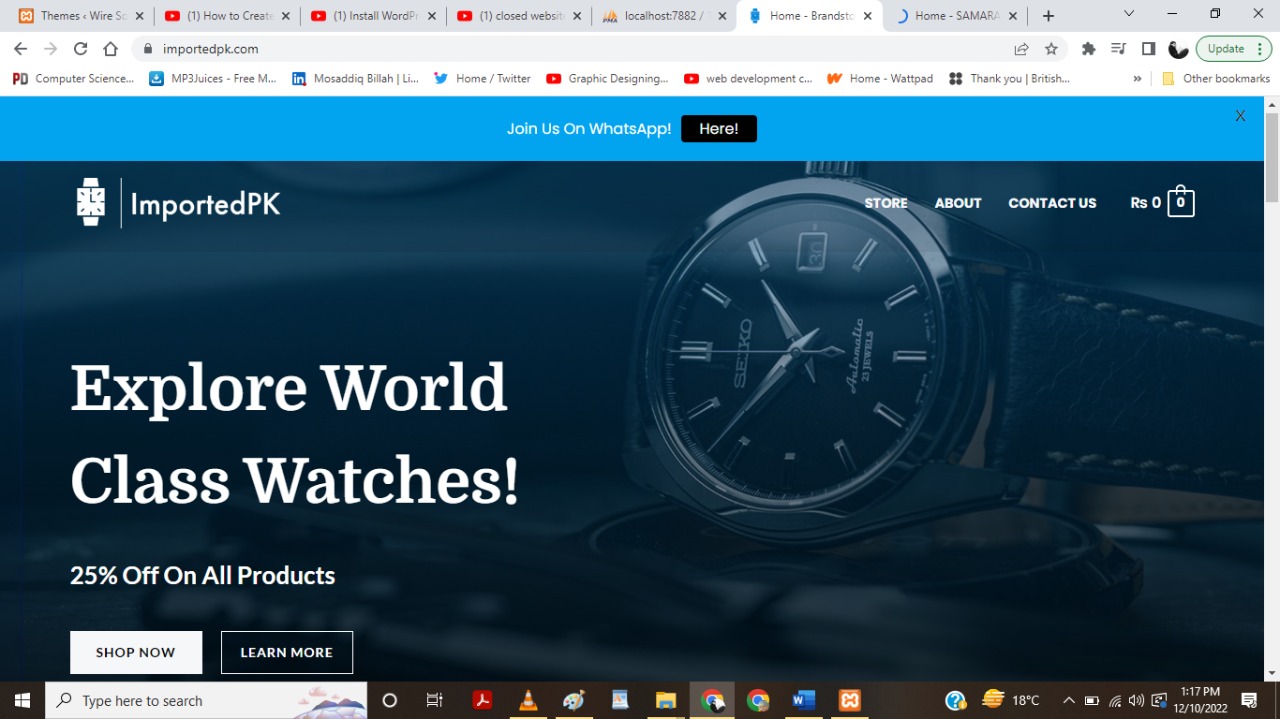 Themes ‹ Wire Sc
(1) How to Create
(1) Install WordPr
(1) closed websit
localhost:7882 /
Home - Brandsto
Home - SAMARA
importedpk.com
Update
Computer Science...
MP3Juices - Free M...
Mosaddiq Billah | Li...
Home / Twitter
Graphic Designing...
web development c...
Home - Wattpad
Thank you | British...
»
Other bookmarks
Join Us On WhatsApp!
Here!
X
ImportedPK
STORE
ABOUT
CONTACT US
₨ 0
0
30
SEIKO
Automatic
23 JEWELS
Explore World
Class Watches!
25% Off On All Products
SHOP NOW
LEARN MORE
Type here to search
18°C
1:17 PM
12/10/2022